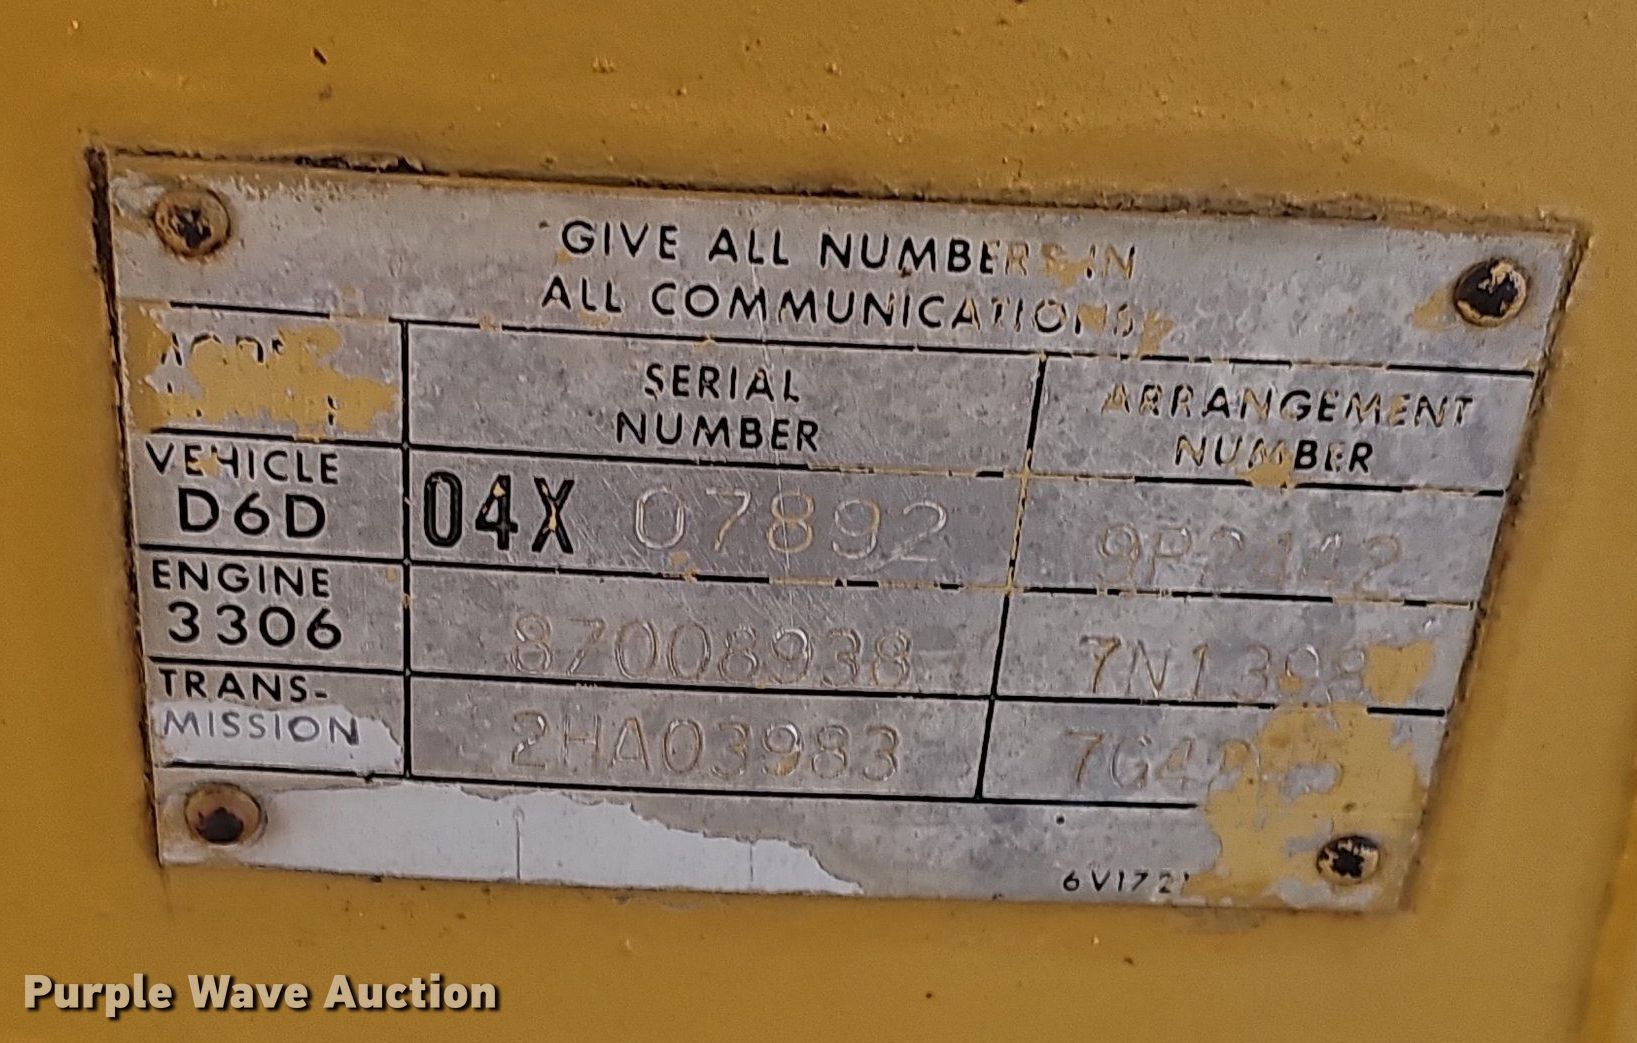 GIVE ALL NUMBERS IN
ALL COMMUNICATIONS
SERIAL
NUMBER
ARRANGEMENT
NUMBER
VEHICLE
D6D
04X 07892
9P2442
ENGINE
3306
87008938
TRANS-
MISSION
2HA03983
Purple Wave Auction